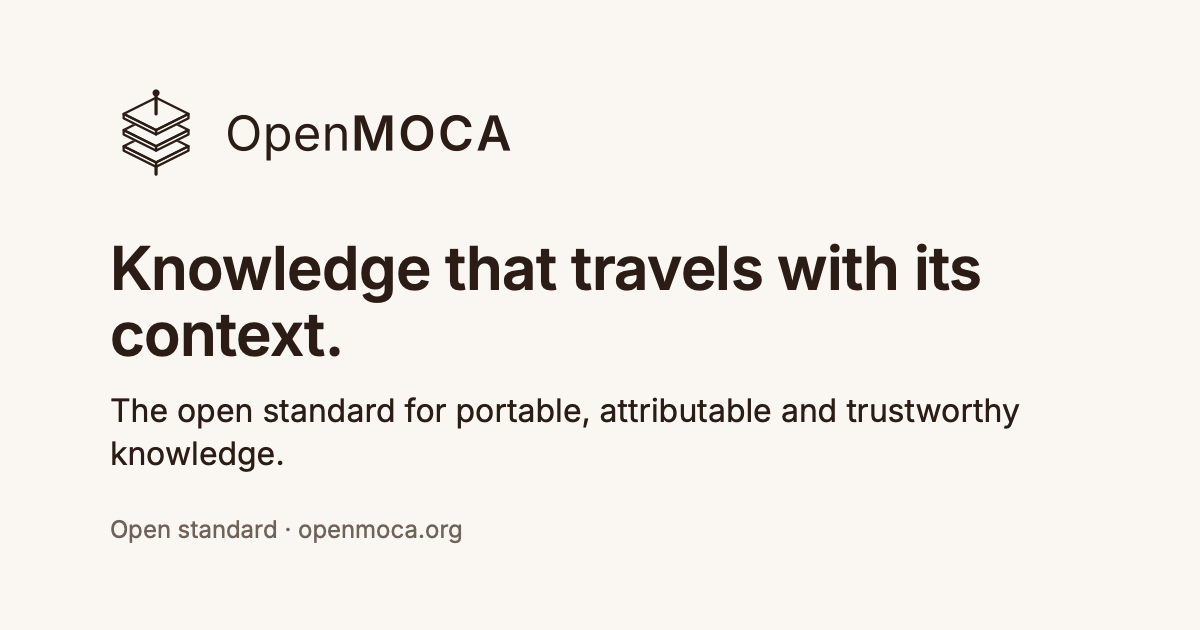 OpenMOCA
Knowledge that travels with its
context.
The open standard for portable, attributable and trustworthy
knowledge.
Open standard · openmoca.org